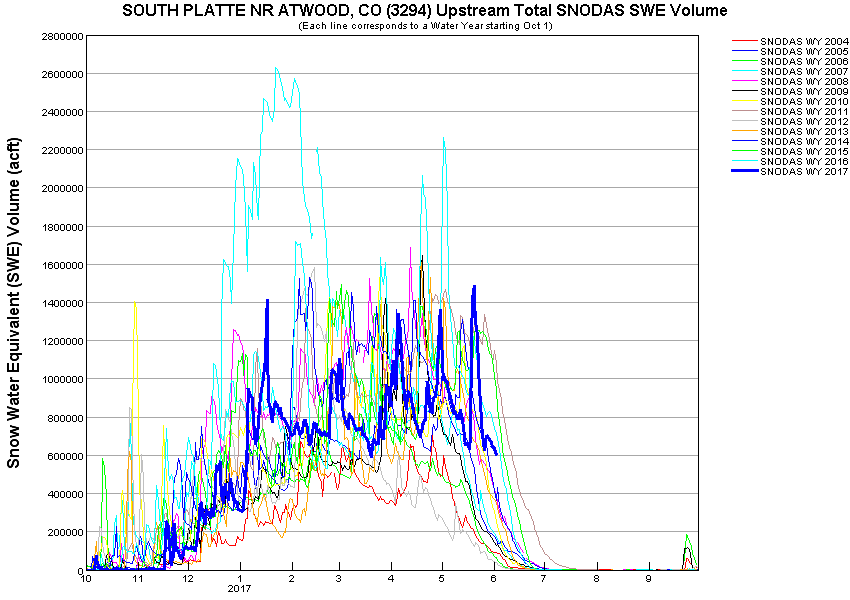 SOUTH PLATTE NR ATWOOD, CO (3294) Upstream Total SNODAS SWE Volume
(Each line corresponds to a Water Year starting Oct 1)
Snow Water Equivalent (SWE) Volume (acft)
2800000
2600000
2400000
2200000
2000000
1800000
1600000
1400000
1200000
1000000
800000
600000
400000
200000
0
10 11 12 1 2 3 4 5 6 7 8 9
2017
SNODAS WY 2004
SNODAS WY 2005
SNODAS WY 2006
SNODAS WY 2007
SNODAS WY 2008
SNODAS WY 2009
SNODAS WY 2010
SNODAS WY 2011
SNODAS WY 2012
SNODAS WY 2013
SNODAS WY 2014
SNODAS WY 2015
SNODAS WY 2016
SNODAS WY 2017